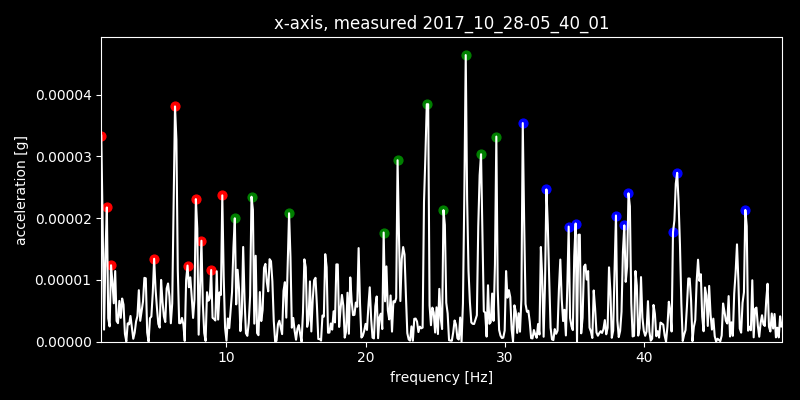 x-axis, measured 2017_10_28-05_40_01
acceleration [g]
0.00004
0.00003
0.00002
0.00001
0.00000
10 20 30 40
frequency [Hz]